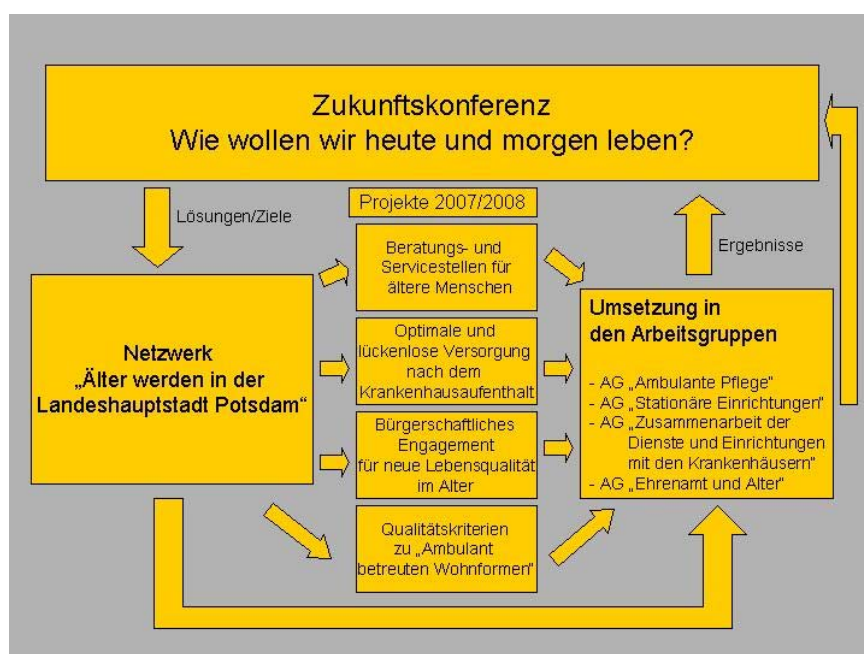 Zukunftskonferenz
Wie wollen wir heute und morgen leben?
Lösungen/Ziele
Projekte 2007/2008
Ergebnisse
Netzwerk
„Älter werden in der
Landeshauptstadt Potsdam“
Beratungs- und
Servicestellen für
ältere Menschen
Optimale und
lückenlose Versorgung
nach dem
Krankenhausaufenthalt
Bürgerschaftliches
Engagement
für neue Lebensqualität
im Alter
Qualitätskriterien
zu „Ambulant
betreuten Wohnformen“
Umsetzung in
den Arbeitsgruppen
- AG „Ambulante Pflege“
- AG „Stationäre Einrichtungen“
- AG „Zusammenarbeit der
Dienste und Einrichtungen
mit den Krankenhäusern“
- AG „Ehrenamt und Alter“